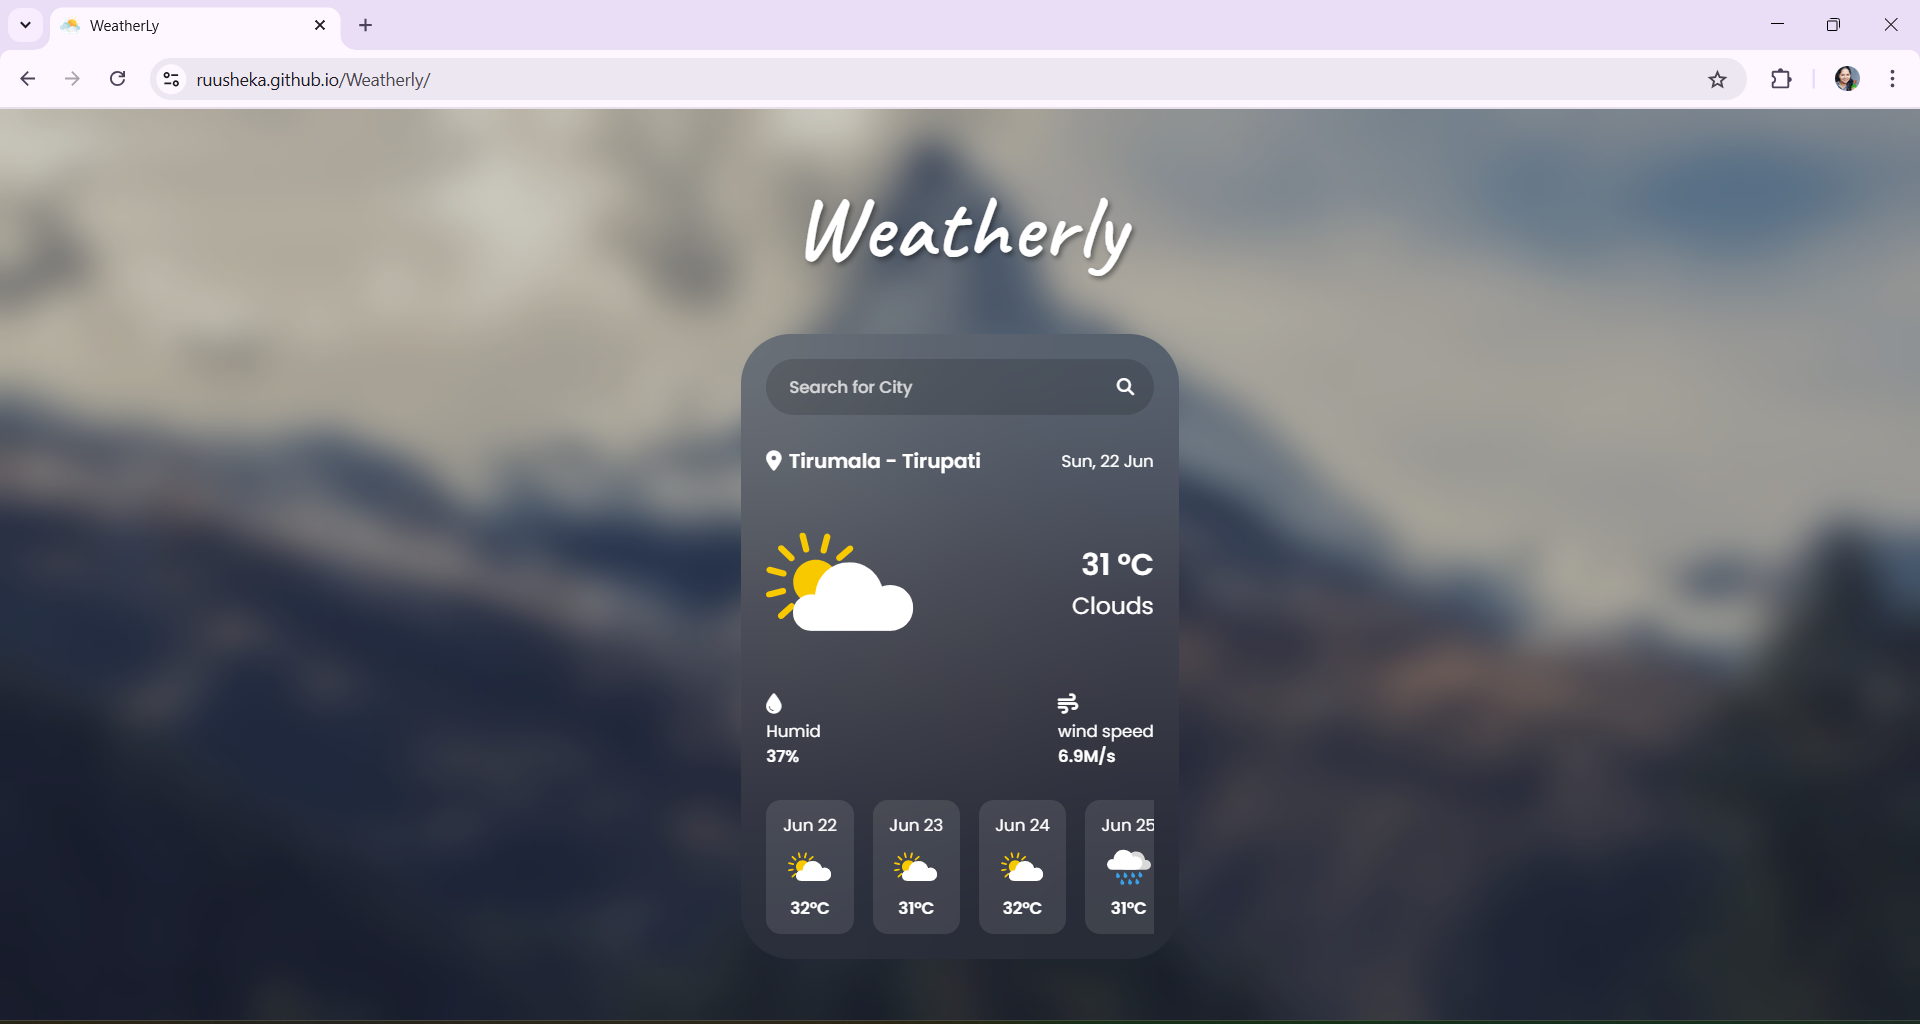 WeatherLy
ruusheka.github.io/Weatherly/
Weatherly
Search for City
Tirumala - Tirupati
Sun, 22 Jun
31 °C
Clouds
Humid
37%
wind speed
6.9M/s
Jun 22
32°C
Jun 23
31°C
Jun 24
32°C
Jun 25
31°C